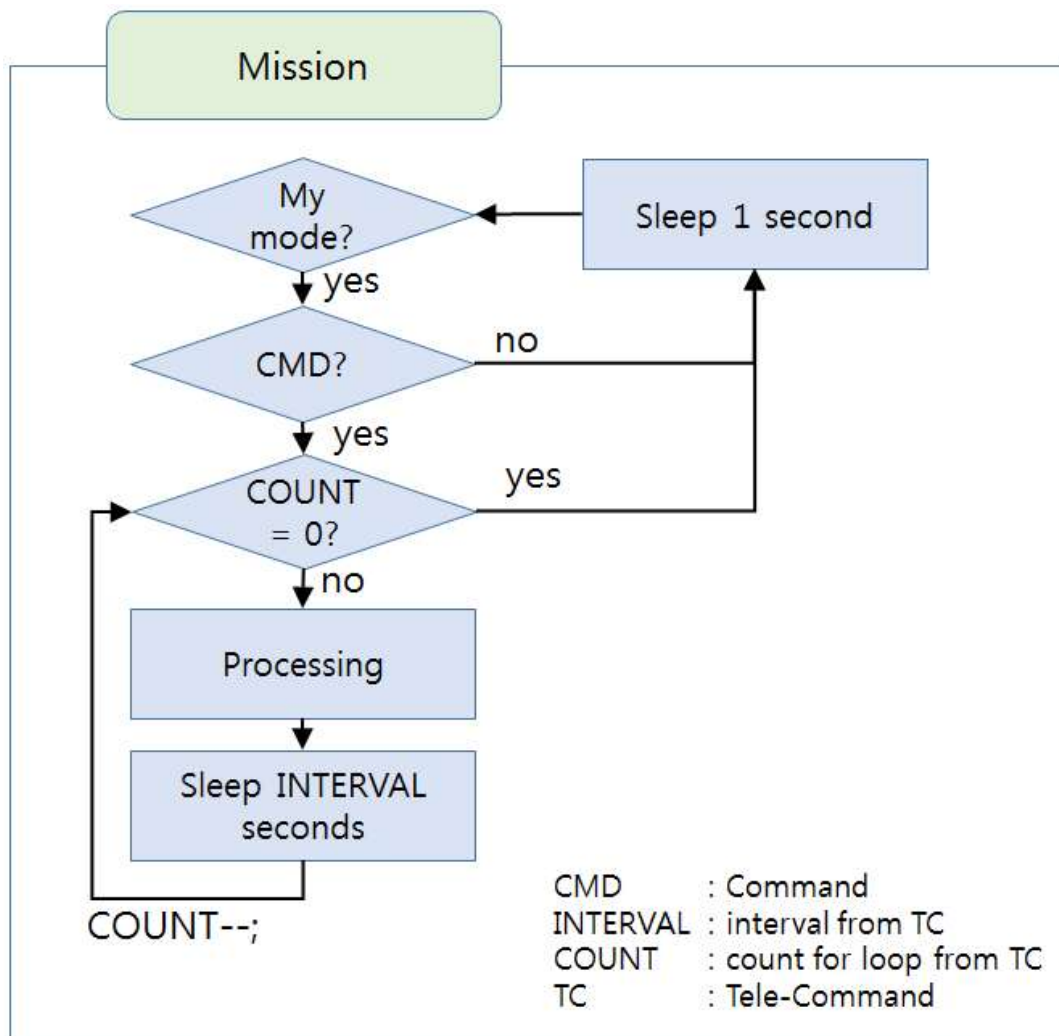 Mission
My
mode?
Sleep 1 second
yes
CMD?
no
yes
COUNT
= 0?
yes
no
Processing
Sleep INTERVAL
seconds
COUNT--;
CMD : Command
INTERVAL : interval from TC
COUNT : count for loop from TC
TC : Tele-Command